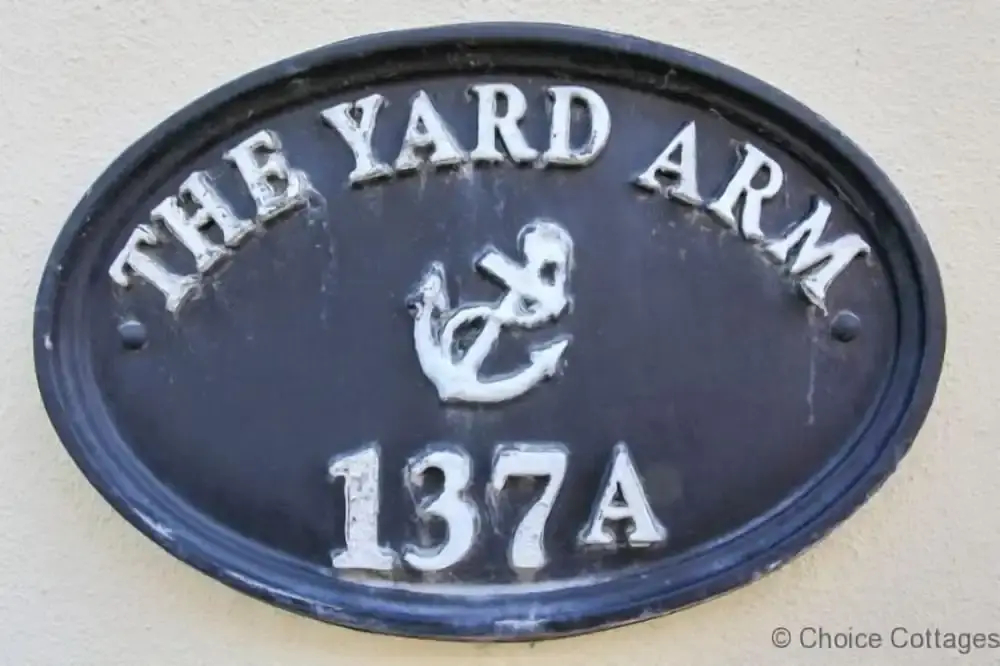 THE YARD ARM
137A
© Choice Cottages